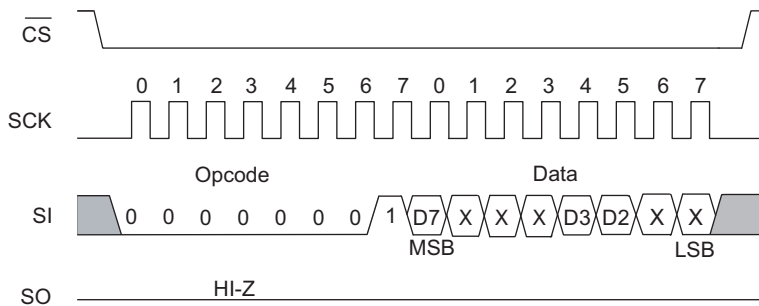 CS
0 1 2 3 4 5 6 7 0 1 2 3 4 5 6 7
SCK
Opcode Data
SI 0 0 0 0 0 0 0 1 D7 X X X D3 D2 X X
MSB LSB
HI-Z
SO